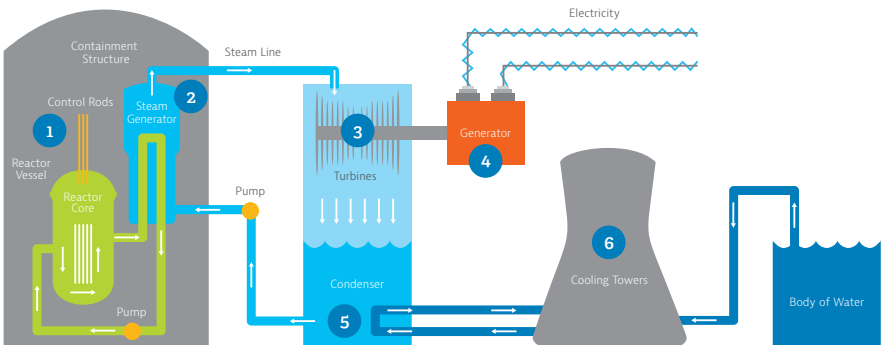 Electricity
Containment
Structure
Steam Line
2
Control Rods
Steam
Generator
1
3
Generator
4
Reactor
Vessel
Turbines
Reactor
Core
Pump
6
Condenser
Cooling Towers
Body of Water
Pump
5